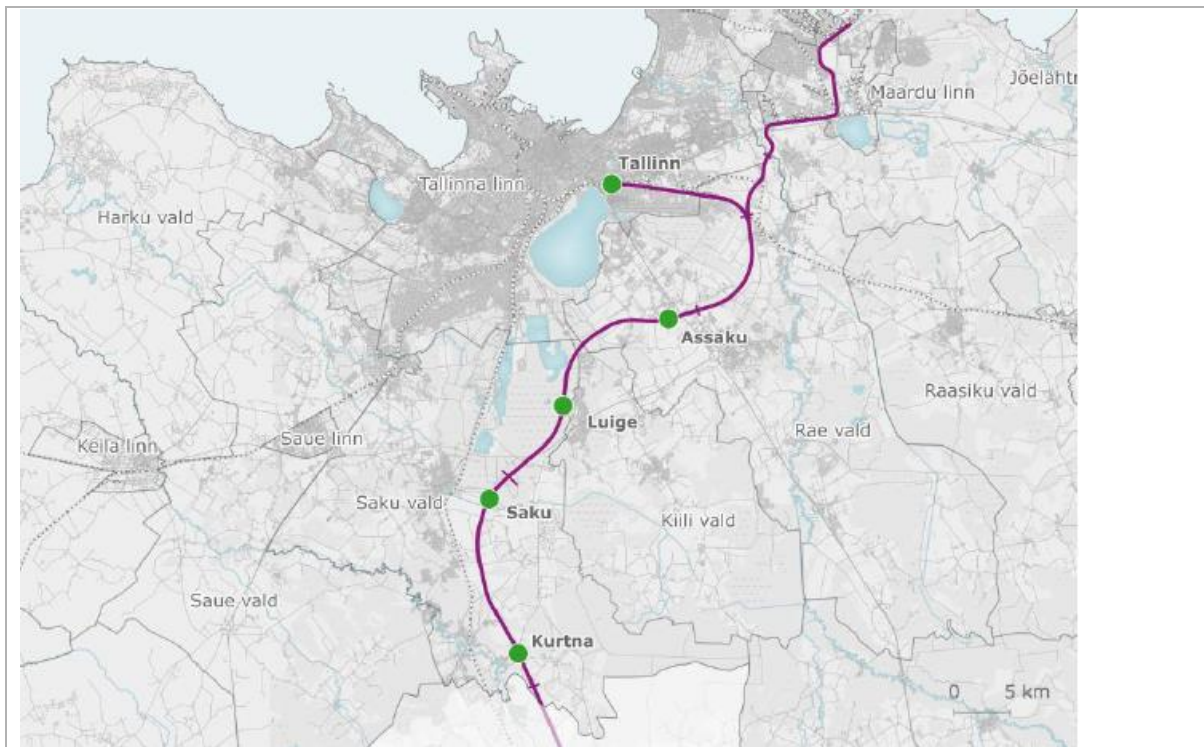 Jõelähtm
Maardu linn
Tallinn
Tallinna linn
Harku vald
Assaku
Raasiku vald
Luige
Rae vald
Saue linn
Keila linn
Saku vald
Saku
Kiili vald
Saue vald
Kurtna
0 5 km